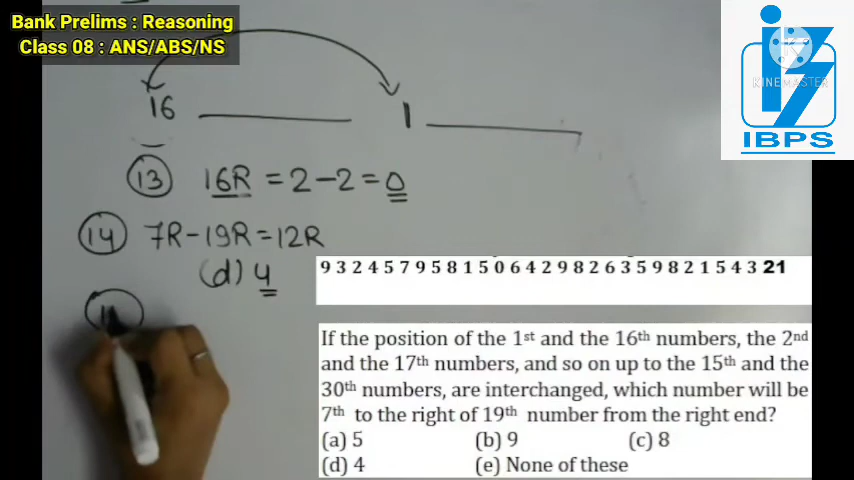 Bank Prelims : Reasoning
Class 08 : ANS/ABS/NS
KINEMASTER
IBPS
16 1
13 16R = 2-2=0
14 7R-19R=12R
(d) 4
9 3 2 4 5 7 9 5 8 1 5 0 6 4 2 9 8 2 6 3 5 9 8 2 1 5 4 3 21
If the position of the 1st and the 16th numbers, the 2nd
and the 17th numbers, and so on up to the 15th and the
30th numbers, are interchanged, which number will be
7th to the right of 19th number from the right end?
(a) 5 (b) 9 (c) 8
(d) 4 (e) None of these